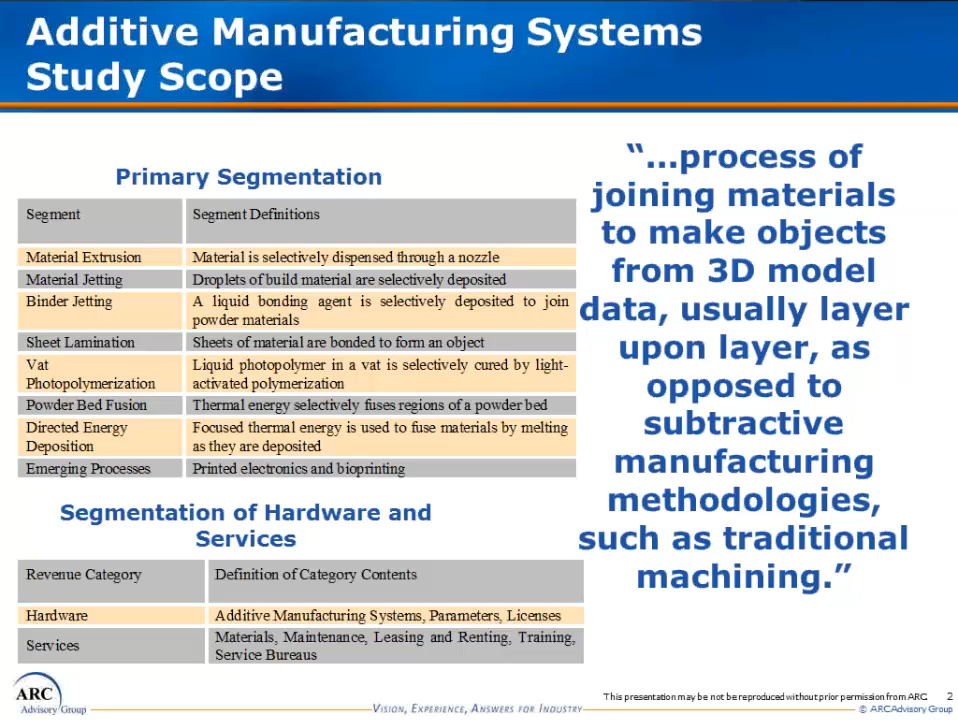 Additive Manufacturing Systems
Study Scope
Primary Segmentation
Segment Segment Definitions
Material Extrusion Material is selectively dispensed through a nozzle
Material Jetting Droplets of build material are selectively deposited
Binder Jetting A liquid bonding agent is selectively deposited to join
powder materials
Sheet Lamination Sheets of material are bonded to form an object
Vat Liquid photopolymer in a vat is selectively cured by light-
Photopolymerization activated polymerization
Powder Bed Fusion Thermal energy selectively fuses regions of a powder bed
Directed Energy Focused thermal energy is used to fuse materials by melting
Deposition as they are deposited
Emerging Processes Printed electronics and bioprinting
Segmentation of Hardware and
Services
Revenue Category Definition of Category Contents
Hardware Additive Manufacturing Systems, Parameters, Licenses
Services Materials, Maintenance, Leasing and Renting, Training,
Service Bureaus
“...process of
joining materials
to make objects
from 3D model
data, usually layer
upon layer, as
opposed to
subtractive
manufacturing
methodologies,
such as traditional
machining.”
ARC
Advisory Group
VISION, EXPERIENCE, ANSWERS FOR INDUSTRY
This presentation may be not be reproduced without prior permission from ARC. 2
© ARC Advisory Group